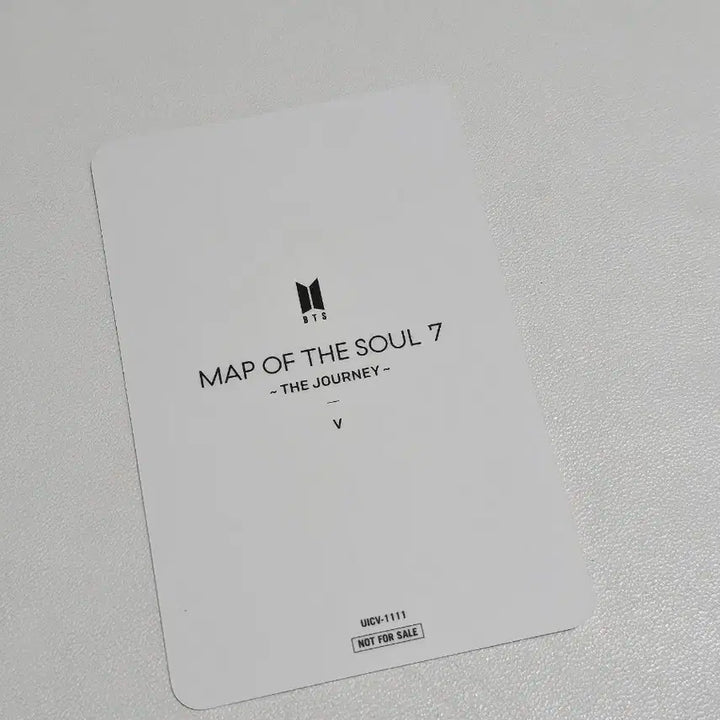 BTS
MAP OF THE SOUL 7
~ THE JOURNEY ~
V
UICV-1111
NOT FOR SALE